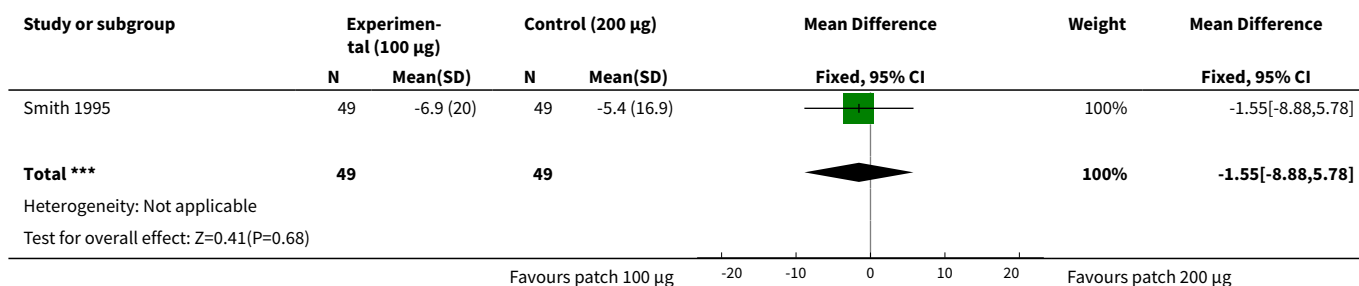 Study or subgroup Experimen- Control (200 µg) Mean Difference Weight Mean Difference
tal (100 µg)
N Mean(SD) N Mean(SD) Fixed, 95% CI Fixed, 95% CI
Smith 1995 49 -6.9 (20) 49 -5.4 (16.9) 100% -1.55[-8.88,5.78]
Total *** 49 49 100% -1.55[-8.88,5.78]
Heterogeneity: Not applicable
Test for overall effect: Z=0.41(P=0.68)
Favours patch 100 µg -20 -10 0 10 20 Favours patch 200 µg